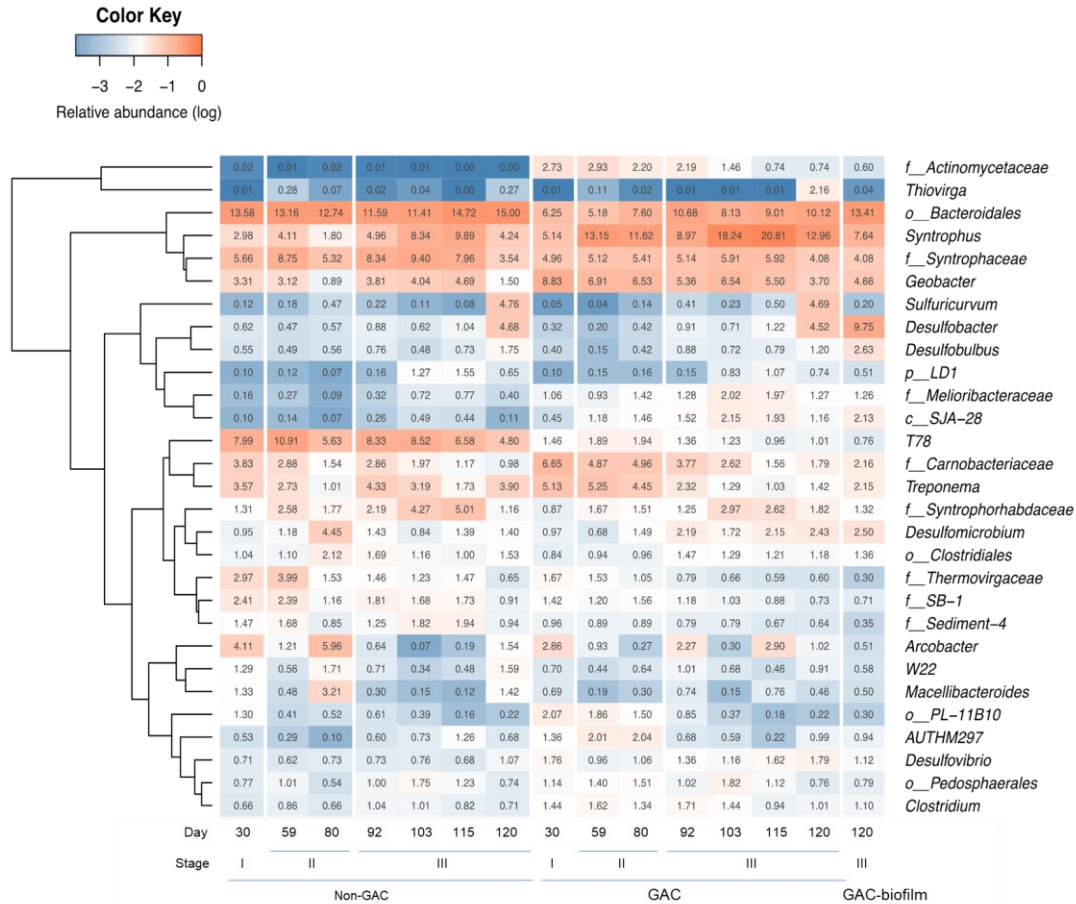 Color Key
−3 −2 −1 0
Relative abundance (log)
0.02 0.01 0.02 0.01 0.01 0.00 0.00 2.73 2.93 2.20 2.19 1.46 0.74 0.74 0.60 f__Actinomycetaceae
0.01 0.28 0.07 0.02 0.04 0.00 0.27 0.01 0.11 0.02 0.01 0.01 0.01 2.16 0.04 Thiovirga
13.58 13.16 12.74 11.59 11.41 14.72 15.00 6.25 5.18 7.60 10.68 8.13 9.01 10.12 13.41 o__Bacteroidales
2.98 4.11 1.80 4.96 8.34 9.89 4.24 5.14 13.15 11.62 8.97 18.24 20.81 12.96 7.64 Syntrophus
5.66 8.75 5.32 8.34 9.40 7.96 3.54 4.96 5.12 5.41 5.14 5.91 5.92 4.08 4.08 f__Syntrophaceae
3.31 3.12 0.89 3.81 4.04 4.69 1.50 8.83 6.91 6.53 5.36 6.54 5.50 3.70 4.66 Geobacter
0.12 0.18 0.47 0.22 0.11 0.08 4.76 0.05 0.04 0.14 0.41 0.23 0.50 4.69 0.20 Sulfuricurvum
0.62 0.47 0.57 0.88 0.62 1.04 4.68 0.32 0.20 0.42 0.91 0.71 1.22 4.52 9.75 Desulfobacter
0.55 0.49 0.56 0.76 0.48 0.73 1.75 0.40 0.15 0.42 0.88 0.72 0.79 1.20 2.63 Desulfobulbus
0.10 0.12 0.07 0.16 1.27 1.55 0.65 0.10 0.15 0.16 0.15 0.83 1.07 0.74 0.51 p__LD1
0.16 0.27 0.09 0.32 0.72 0.77 0.40 1.06 0.93 1.42 1.28 2.02 1.97 1.27 1.26 f__Melioribacteraceae
0.10 0.14 0.07 0.26 0.49 0.44 0.11 0.45 1.18 1.46 1.52 2.15 1.93 1.16 2.13 c__SJA-28
7.99 10.91 5.63 8.33 8.52 6.58 4.80 1.46 1.89 1.94 1.36 1.23 0.96 1.01 0.76 T78
3.83 2.88 1.54 2.86 1.97 1.17 0.98 6.65 4.87 4.96 3.77 2.62 1.56 1.79 2.16 f__Carnobacteriaceae
3.57 2.73 1.01 4.33 3.19 1.73 3.90 5.13 5.25 4.45 2.32 1.29 1.03 1.42 2.15 Treponema
1.31 2.58 1.77 2.19 4.27 5.01 1.16 0.87 1.67 1.51 1.25 2.97 2.62 1.82 1.32 f__Syntrophorhabdaceae
0.95 1.18 4.45 1.43 0.84 1.39 1.40 0.97 0.68 1.49 2.19 1.72 2.15 2.43 2.50 Desulfomicrobium
1.04 1.10 2.12 1.69 1.16 1.00 1.53 0.84 0.94 0.96 1.47 1.29 1.21 1.18 1.36 o__Clostridiales
2.97 3.99 1.53 1.46 1.23 1.47 0.65 1.67 1.53 1.05 0.79 0.66 0.59 0.60 0.30 f__Thermovirgaceae
2.41 2.39 1.16 1.81 1.68 1.73 0.91 1.42 1.20 1.56 1.18 1.03 0.88 0.73 0.71 f__SB-1
1.47 1.68 0.85 1.25 1.82 1.94 0.94 0.96 0.89 0.89 0.79 0.79 0.67 0.64 0.35 f__Sediment-4
4.11 1.21 5.96 0.64 0.07 0.19 1.54 2.86 0.93 0.27 2.27 0.30 2.90 1.02 0.51 Arcobacter
1.29 0.56 1.71 0.71 0.34 0.48 1.59 0.70 0.44 0.64 1.01 0.68 0.46 0.91 0.58 W22
1.33 0.48 3.21 0.30 0.15 0.12 1.42 0.69 0.19 0.30 0.74 0.15 0.76 0.46 0.50 Macellibacteroides
1.30 0.41 0.52 0.61 0.39 0.16 0.22 2.07 1.86 1.50 0.85 0.37 0.18 0.22 0.30 o__PL-11B10
0.53 0.29 0.10 0.60 0.73 1.26 0.68 1.36 2.01 2.04 0.68 0.59 0.22 0.99 0.94 AUTHM297
0.71 0.62 0.73 0.73 0.76 0.68 1.07 1.76 0.96 1.06 1.36 1.16 1.62 1.79 1.12 Desulfovibrio
0.77 1.01 0.54 1.00 1.75 1.23 0.74 1.14 1.40 1.51 1.02 1.82 1.12 0.76 0.79 o__Pedosphaerales
0.66 0.86 0.66 1.04 1.01 0.82 0.71 1.44 1.62 1.34 1.71 1.44 0.94 1.01 1.10 Clostridium
Day 30 59 80 92 103 115 120 30 59 80 92 103 115 120 120
Stage I II III I II III III
Non-GAC GAC GAC-biofilm